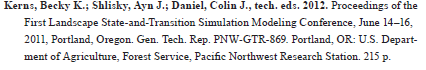 Kerns, Becky K.; Shlisky, Ayn J.; Daniel, Colin J., tech. eds. 2012. Proceedings of the
First Landscape State-and-Transition Simulation Modeling Conference, June 14–16,
2011, Portland, Oregon. Gen. Tech. Rep. PNW-GTR-869. Portland, OR: U.S. Depart-
ment of Agriculture, Forest Service, Pacific Northwest Research Station. 215 p.